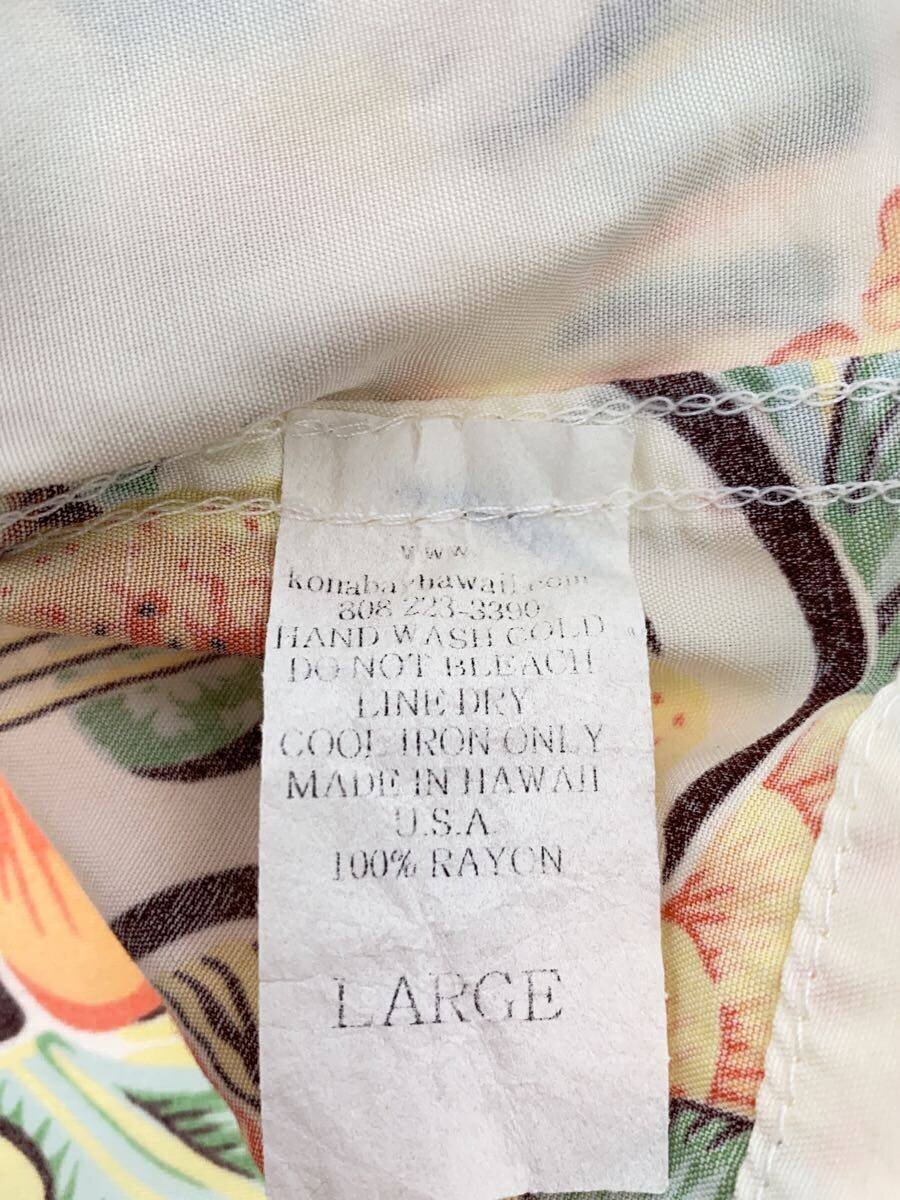 www.
konabayhawaii.com
808 223-3390
HAND WASH COLD
DO NOT BLEACH
LINE DRY
COOL IRON ONLY
MADE IN HAWAII
U.S.A.
100% RAYON
LARGE